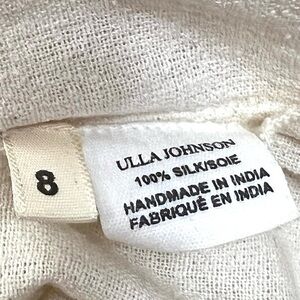 8
ULLA JOHNSON
100% SILK/SOIE
HANDMADE IN INDIA
FABRIQUÉ EN INDIA